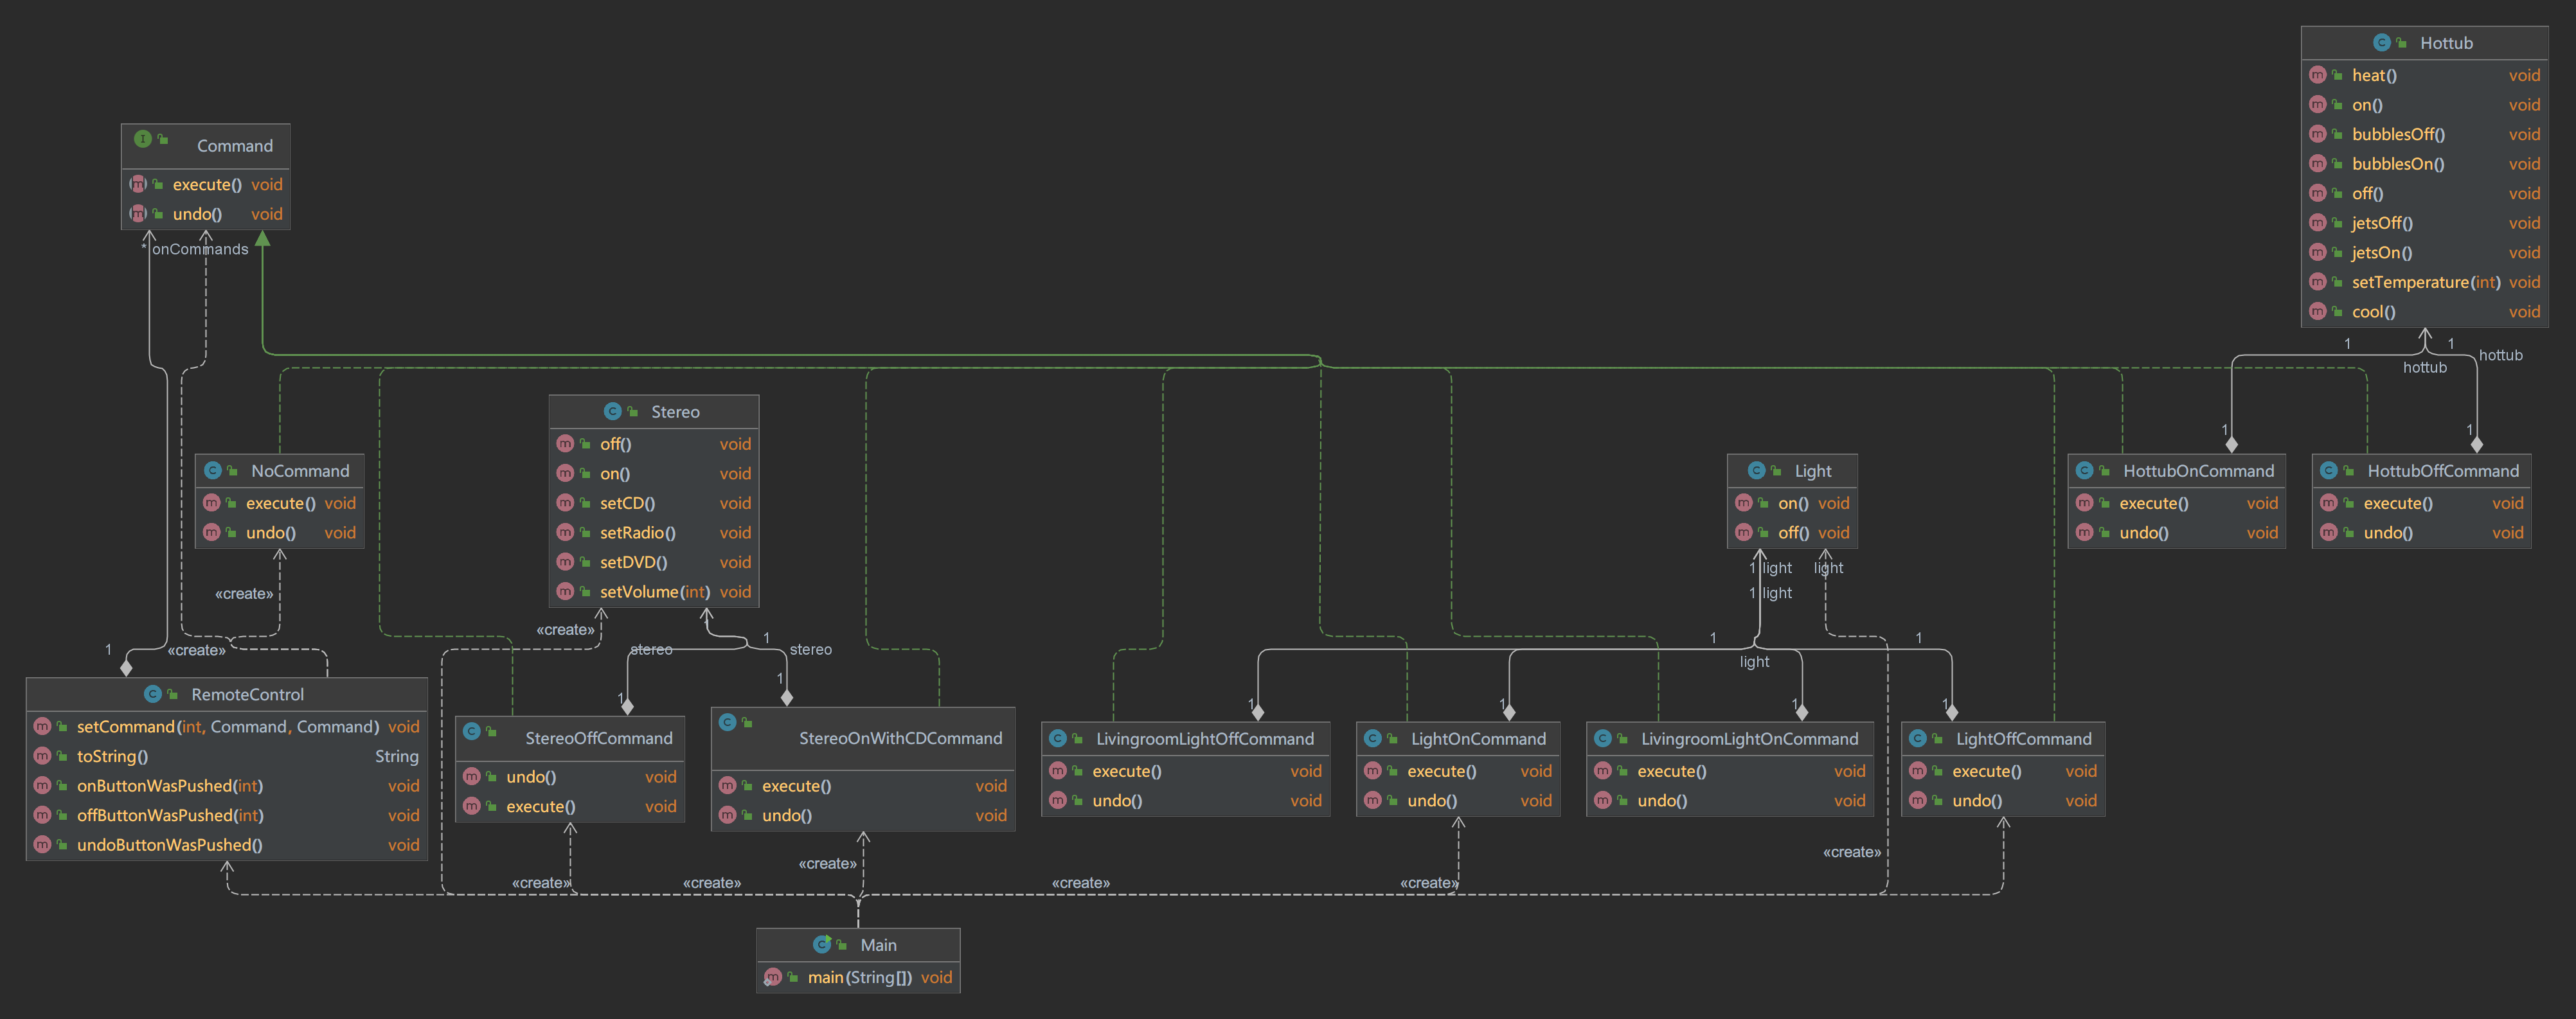 Hottub
heat() void
on() void
bubblesOff() void
bubblesOn() void
off() void
jetsOff() void
jetsOn() void
setTemperature(int) void
cool() void
Command
execute() void
undo() void
* onCommands
1 1 hottub
hottub
Stereo
off() void
on() void
setCD() void
setRadio() void
setDVD() void
setVolume(int) void
NoCommand
execute() void
undo() void
Light
on() void
off() void
1
HottubOnCommand
execute() void
undo() void
1
HottubOffCommand
execute() void
undo() void
1 light
light
1 light
«create»
«create»
1
«create»
stereo
1
stereo
1
1
light
1
RemoteControl
setCommand(int, Command, Command) void
toString() String
onButtonWasPushed(int) void
offButtonWasPushed(int) void
undoButtonWasPushed() void
1
StereoOffCommand
undo() void
execute() void
1
StereoOnWithCDCommand
execute() void
undo() void
1
LivingroomLightOffCommand
execute() void
undo() void
1
LightOnCommand
execute() void
undo() void
1
LivingroomLightOnCommand
execute() void
undo() void
1
LightOffCommand
execute() void
undo() void
«create»
«create»
«create»
«create»
«create»
«create»
Main
main(String[]) void